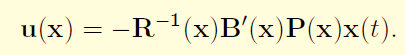 u(x) = −R⁻¹(x)B′(x)P(x)x(t).